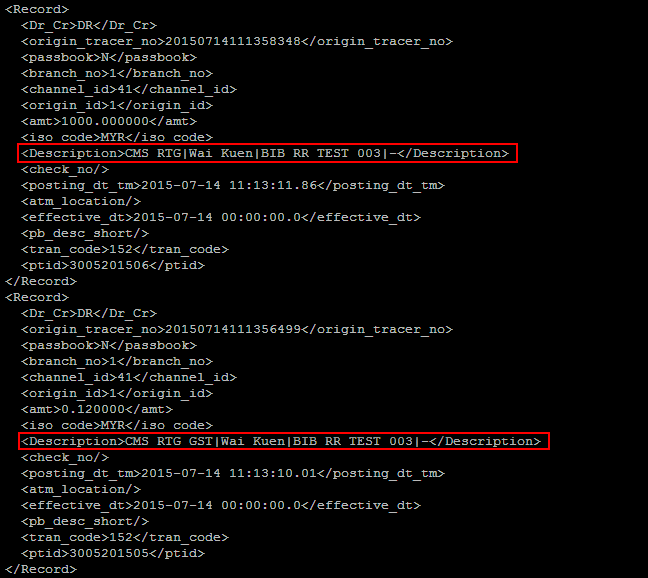 <Record>
<Dr_Cr>DR</Dr_Cr>
<origin_tracer_no>20150714111358348</origin_tracer_no>
<passbook>N</passbook>
<branch_no>1</branch_no>
<channel_id>41</channel_id>
<origin_id>1</origin_id>
<amt>1000.000000</amt>
<iso_code>MYR</iso_code>
<Description>CMS RTG|Wai Kuen|BIB RR TEST 003|-</Description>
<check_no/>
<posting_dt_tm>2015-07-14 11:13:11.86</posting_dt_tm>
<atm_location/>
<effective_dt>2015-07-14 00:00:00.0</effective_dt>
<pb_desc_short/>
<tran_code>152</tran_code>
<ptid>3005201506</ptid>
</Record>
<Record>
<Dr_Cr>DR</Dr_Cr>
<origin_tracer_no>20150714111356499</origin_tracer_no>
<passbook>N</passbook>
<branch_no>1</branch_no>
<channel_id>41</channel_id>
<origin_id>1</origin_id>
<amt>0.120000</amt>
<iso_code>MYR</iso_code>
<Description>CMS RTG GST|Wai Kuen|BIB RR TEST 003|-</Description>
<check_no/>
<posting_dt_tm>2015-07-14 11:13:10.01</posting_dt_tm>
<atm_location/>
<effective_dt>2015-07-14 00:00:00.0</effective_dt>
<pb_desc_short/>
<tran_code>152</tran_code>
<ptid>3005201505</ptid>
</Record>